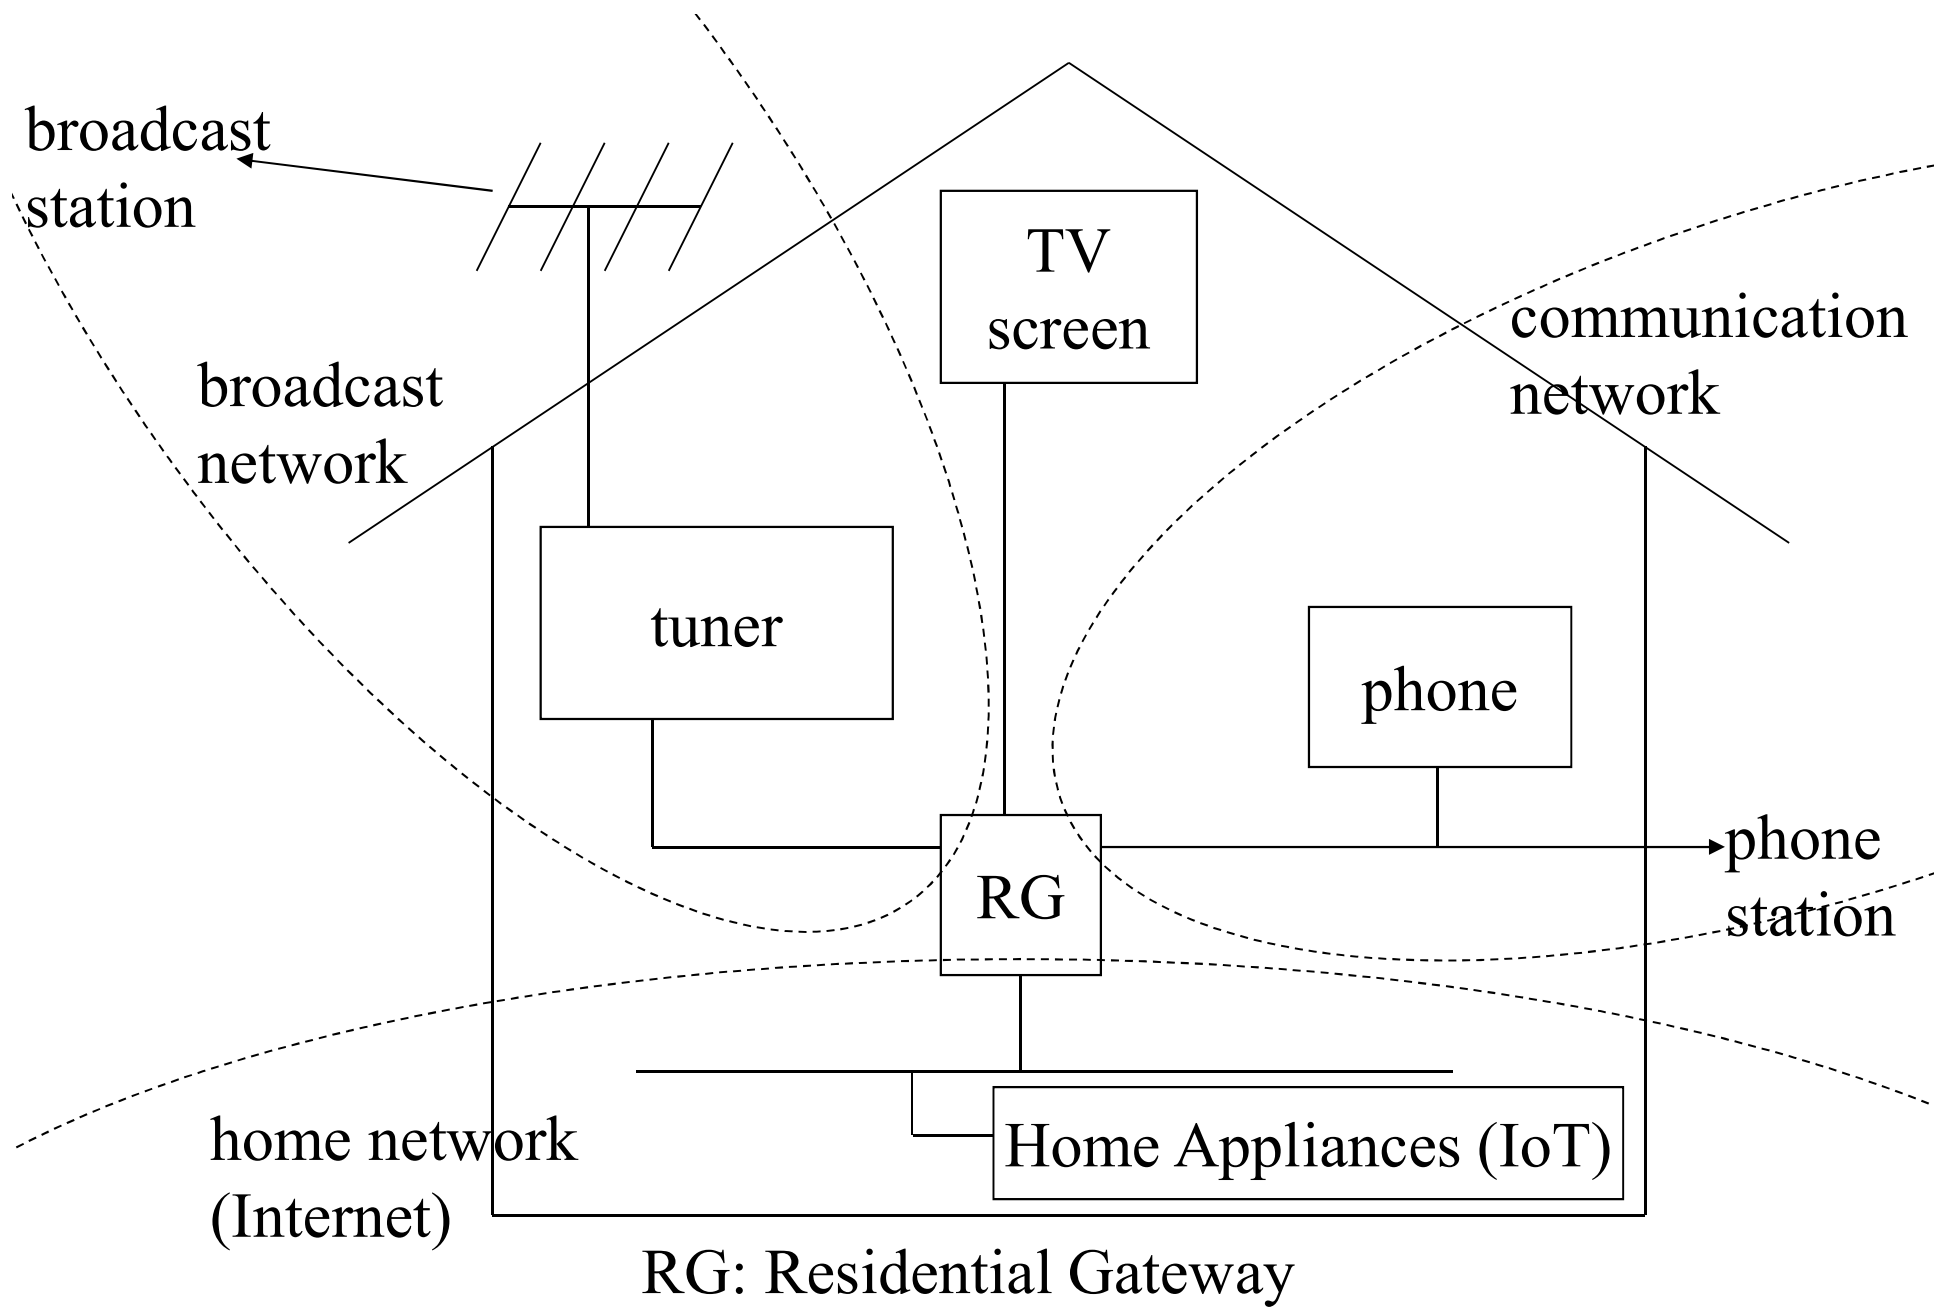 broadcast
station
TV
screen
communication
network
broadcast
network
tuner
phone
phone
station
RG
home network
(Internet)
Home Appliances (IoT)
RG: Residential Gateway